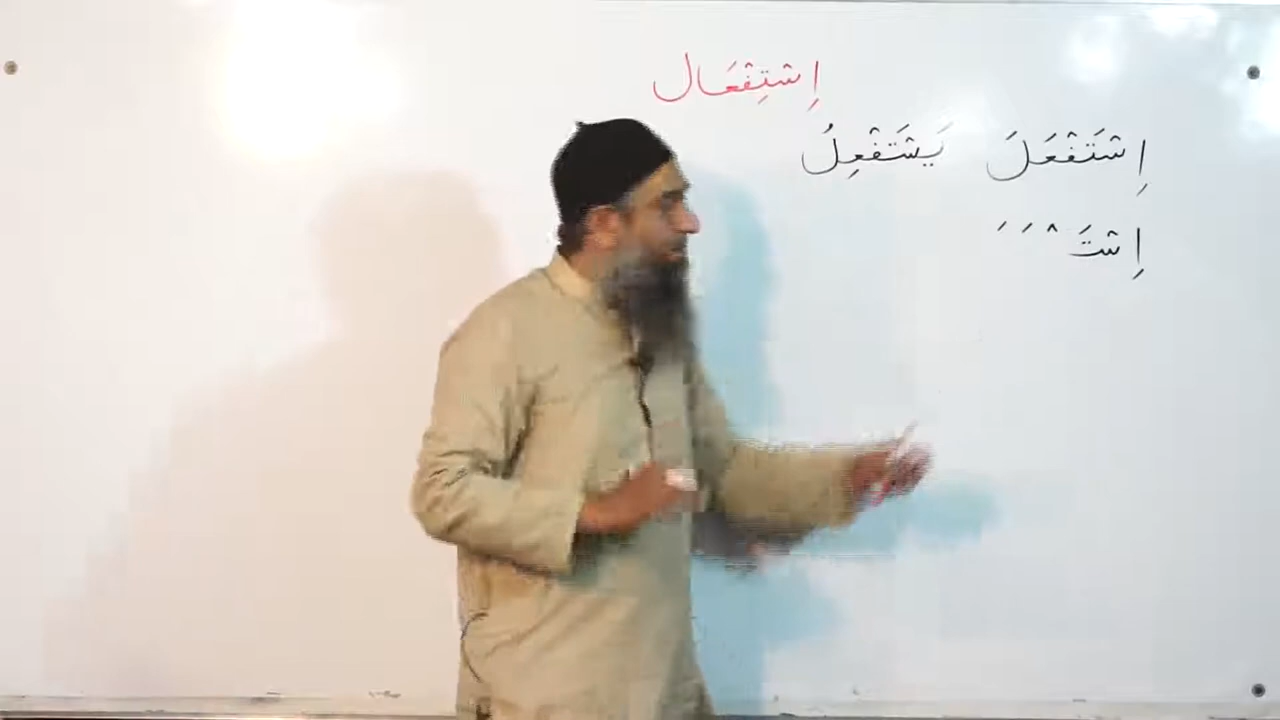 اِسْتِفْعَال
اِسْتَفْعَلَ يَسْتَفْعِلُ
اِسْتَ ْ َ َ